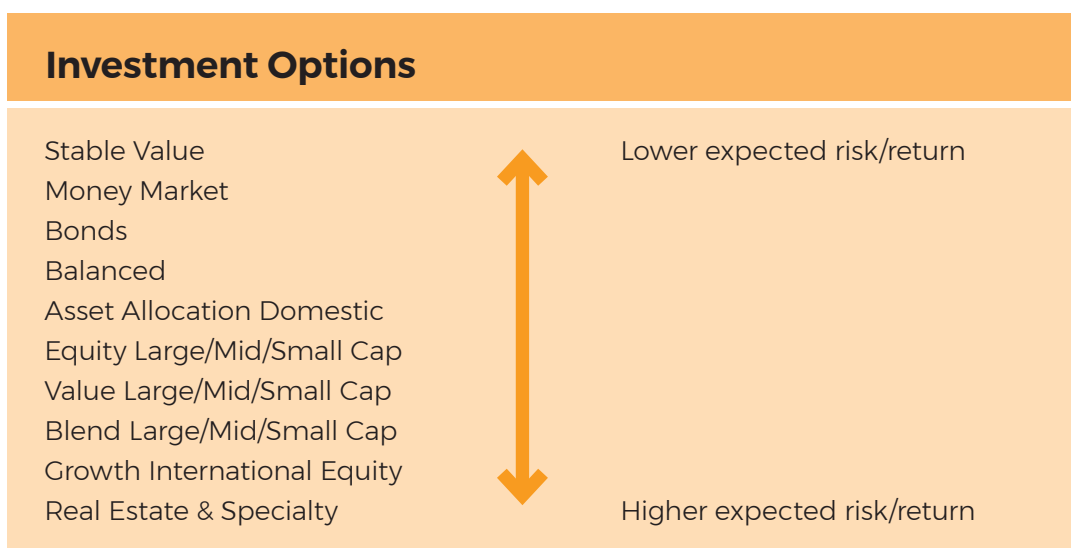 Investment Options
Stable Value
Lower expected risk/return
Money Market
Bonds
Balanced
Asset Allocation Domestic
Equity Large/Mid/Small Cap
Value Large/Mid/Small Cap
Blend Large/Mid/Small Cap
Growth International Equity
Real Estate & Specialty
Higher expected risk/return